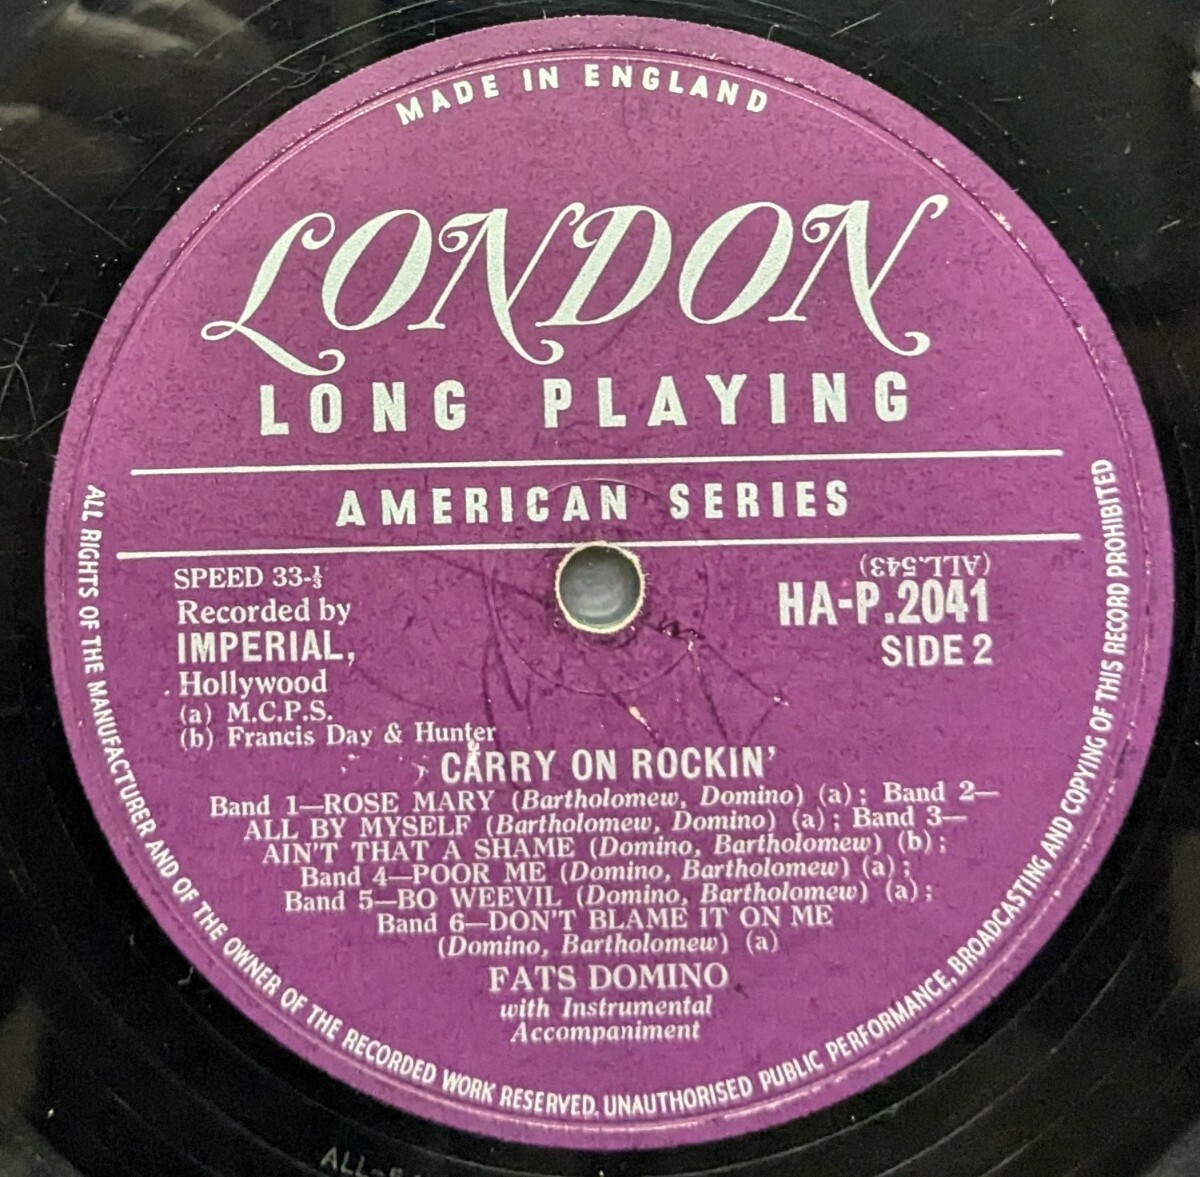 MADE IN ENGLAND
LONDON
LONG PLAYING
AMERICAN SERIES
SPEED 33-⅓
Recorded by
IMPERIAL,
Hollywood
(a) M.C.P.S.
(b) Francis Day & Hunter
(ALL.543)
HA-P.2041
SIDE 2
CARRY ON ROCKIN'
Band 1—ROSE MARY (Bartholomew, Domino) (a); Band 2—
ALL BY MYSELF (Bartholomew, Domino) (a); Band 3—
AIN'T THAT A SHAME (Domino, Bartholomew) (b);
Band 4—POOR ME (Domino, Bartholomew) (a);
Band 5—BO WEEVIL (Domino, Bartholomew) (a);
Band 6—DON'T BLAME IT ON ME
(Domino, Bartholomew) (a)
FATS DOMINO
with Instrumental
Accompaniment
ALL RIGHTS OF THE MANUFACTURER AND OF THE OWNER OF THE RECORDED WORK RESERVED. UNAUTHORISED PUBLIC PERFORMANCE, BROADCASTING AND COPYING OF THIS RECORD PROHIBITED